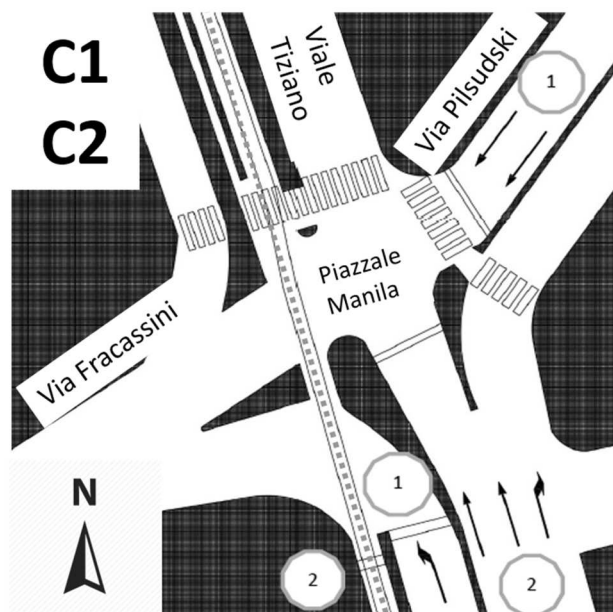 C1
C2
Viale
Tiziano
Via Pilsudski
1
Piazzale
Manila
Via Fracassini
N
1
2
2